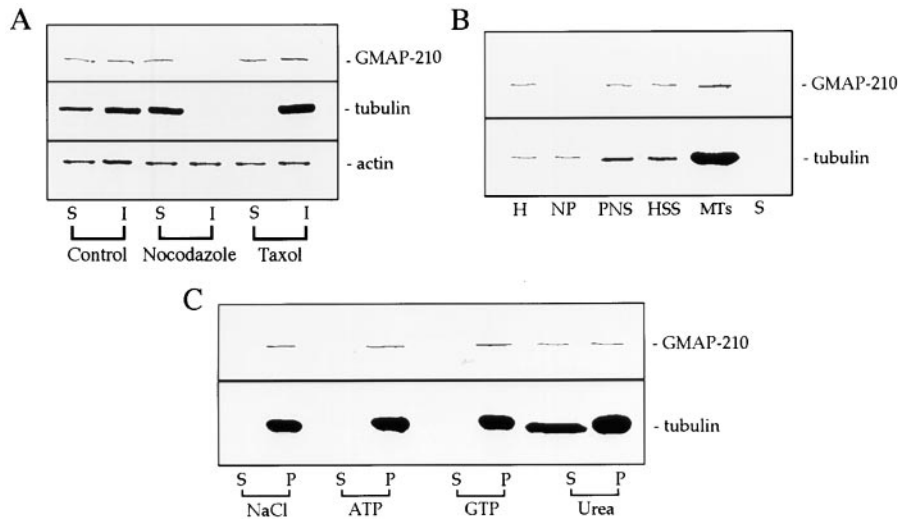 A
- GMAP-210
- tubulin
- actin
S I S I S I
Control Nocodazole Taxol
B
- GMAP-210
- tubulin
H NP PNS HSS MTs S
C
- GMAP-210
- tubulin
S P S P S P S P
NaCl ATP GTP Urea